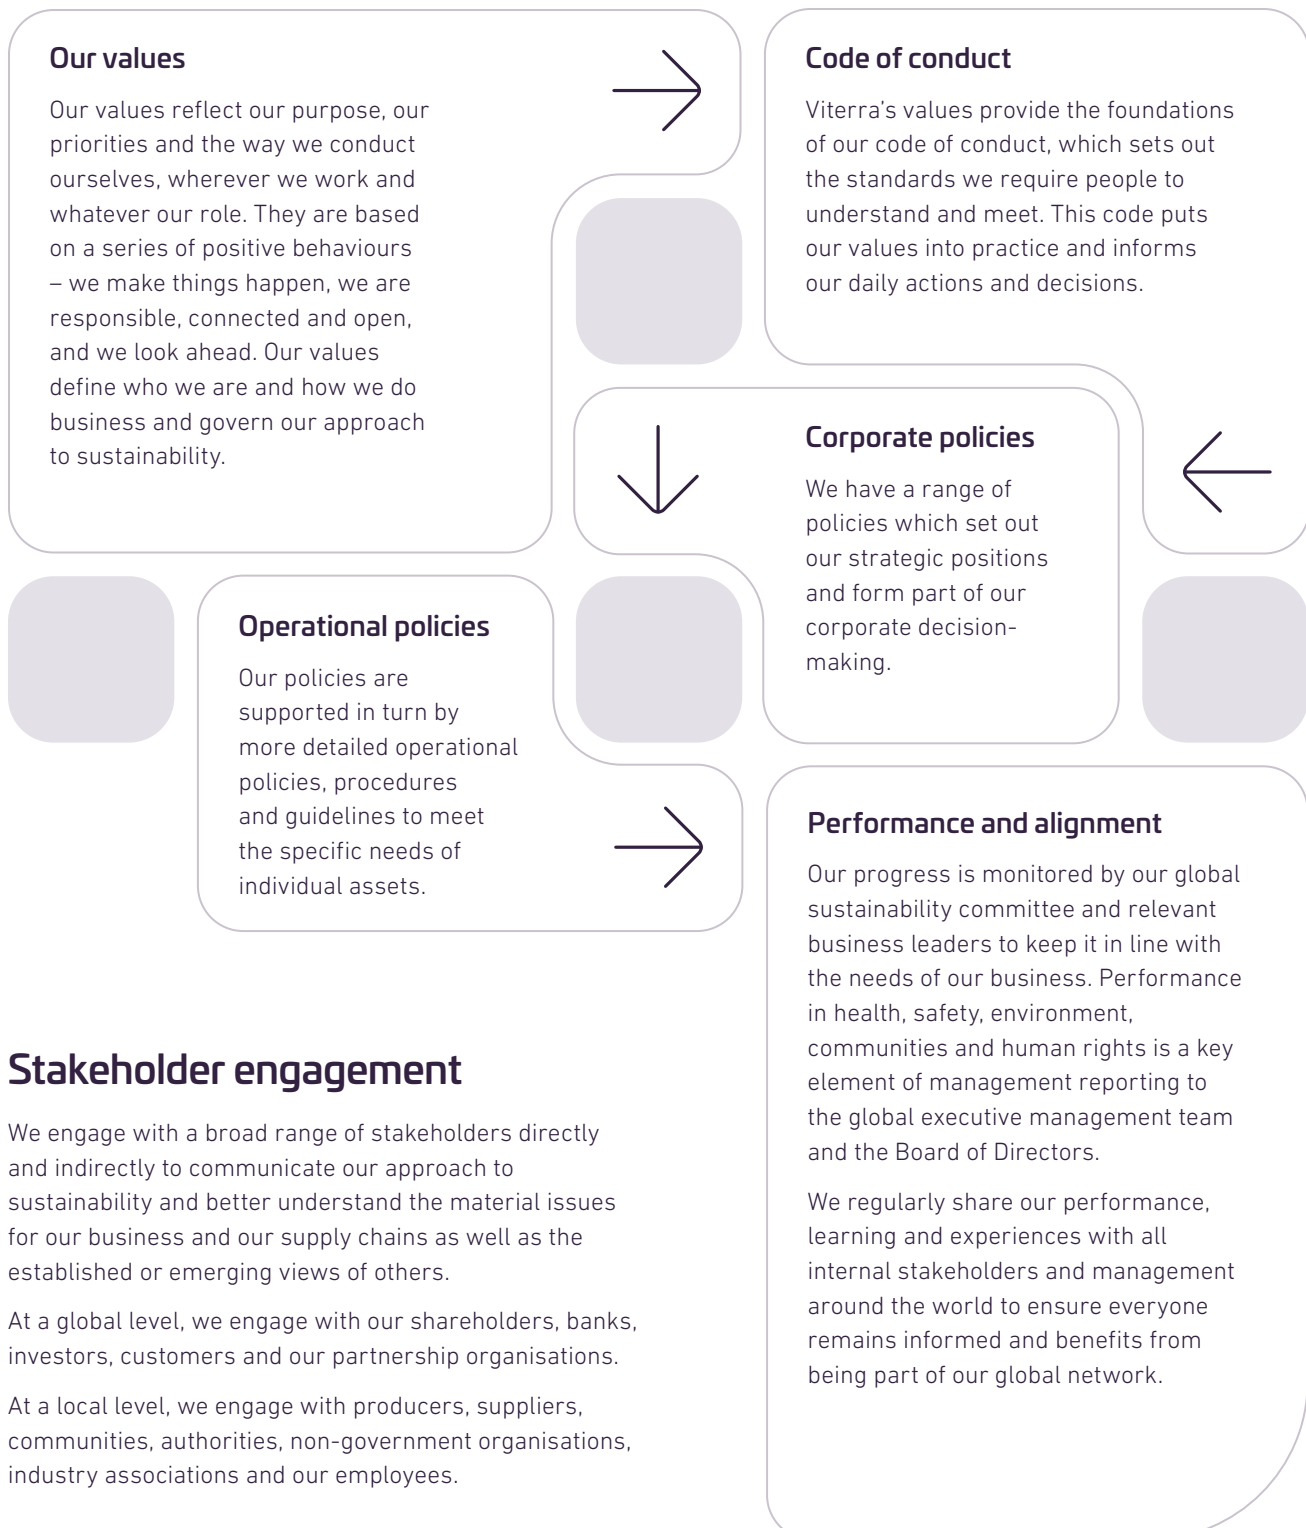 Our values
Our values reflect our purpose, our
priorities and the way we conduct
ourselves, wherever we work and
whatever our role. They are based
on a series of positive behaviours
– we make things happen, we are
responsible, connected and open,
and we look ahead. Our values
define who we are and how we do
business and govern our approach
to sustainability.
Code of conduct
Viterra’s values provide the foundations
of our code of conduct, which sets out
the standards we require people to
understand and meet. This code puts
our values into practice and informs
our daily actions and decisions.
Corporate policies
We have a range of
policies which set out
our strategic positions
and form part of our
corporate decision-
making.
Operational policies
Our policies are
supported in turn by
more detailed operational
policies, procedures
and guidelines to meet
the specific needs of
individual assets.
Performance and alignment
Our progress is monitored by our global
sustainability committee and relevant
business leaders to keep it in line with
the needs of our business. Performance
in health, safety, environment,
communities and human rights is a key
element of management reporting to
the global executive management team
and the Board of Directors.
We regularly share our performance,
learning and experiences with all
internal stakeholders and management
around the world to ensure everyone
remains informed and benefits from
being part of our global network.
Stakeholder engagement
We engage with a broad range of stakeholders directly
and indirectly to communicate our approach to
sustainability and better understand the material issues
for our business and our supply chains as well as the
established or emerging views of others.
At a global level, we engage with our shareholders, banks,
investors, customers and our partnership organisations.
At a local level, we engage with producers, suppliers,
communities, authorities, non-government organisations,
industry associations and our employees.